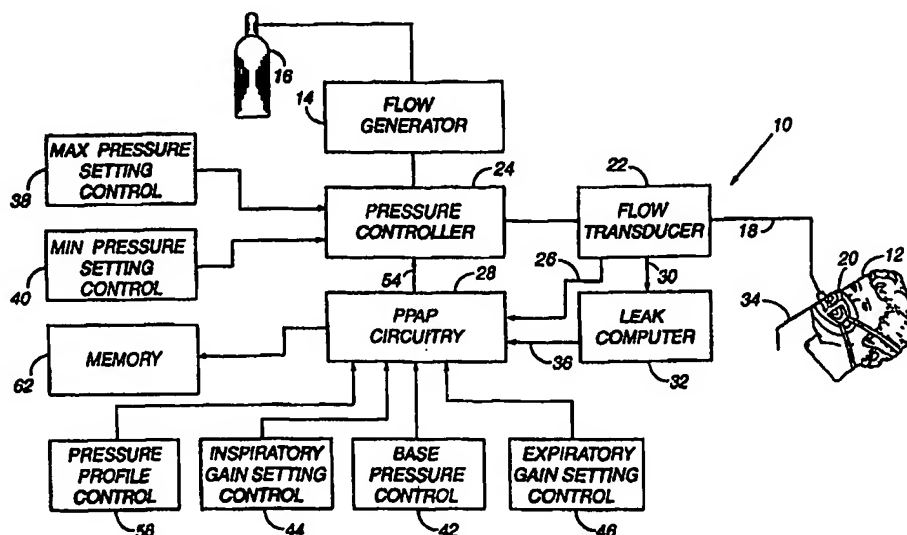 16
14
FLOW
GENERATOR
10
MAX PRESSURE
SETTING
CONTROL
38
24
PRESSURE
CONTROLLER
22
FLOW
TRANSDUCER
18
12
20
34
MIN PRESSURE
SETTING
CONTROL
40
54
28
26
30
PPAP
CIRCUITRY
36
LEAK
COMPUTER
32
MEMORY
62
PRESSURE
PROFILE
CONTROL
58
INSPIRATORY
GAIN SETTING
CONTROL
44
BASE
PRESSURE
CONTROL
42
EXPIRATORY
GAIN SETTING
CONTROL
46